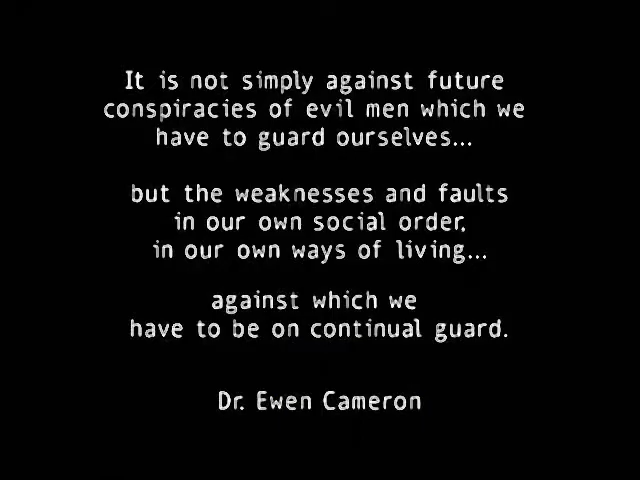 It is not simply against future
conspiracies of evil men which we
have to guard ourselves...
but the weaknesses and faults
in our own social order,
in our own ways of living...
against which we
have to be on continual guard.
Dr. Ewen Cameron